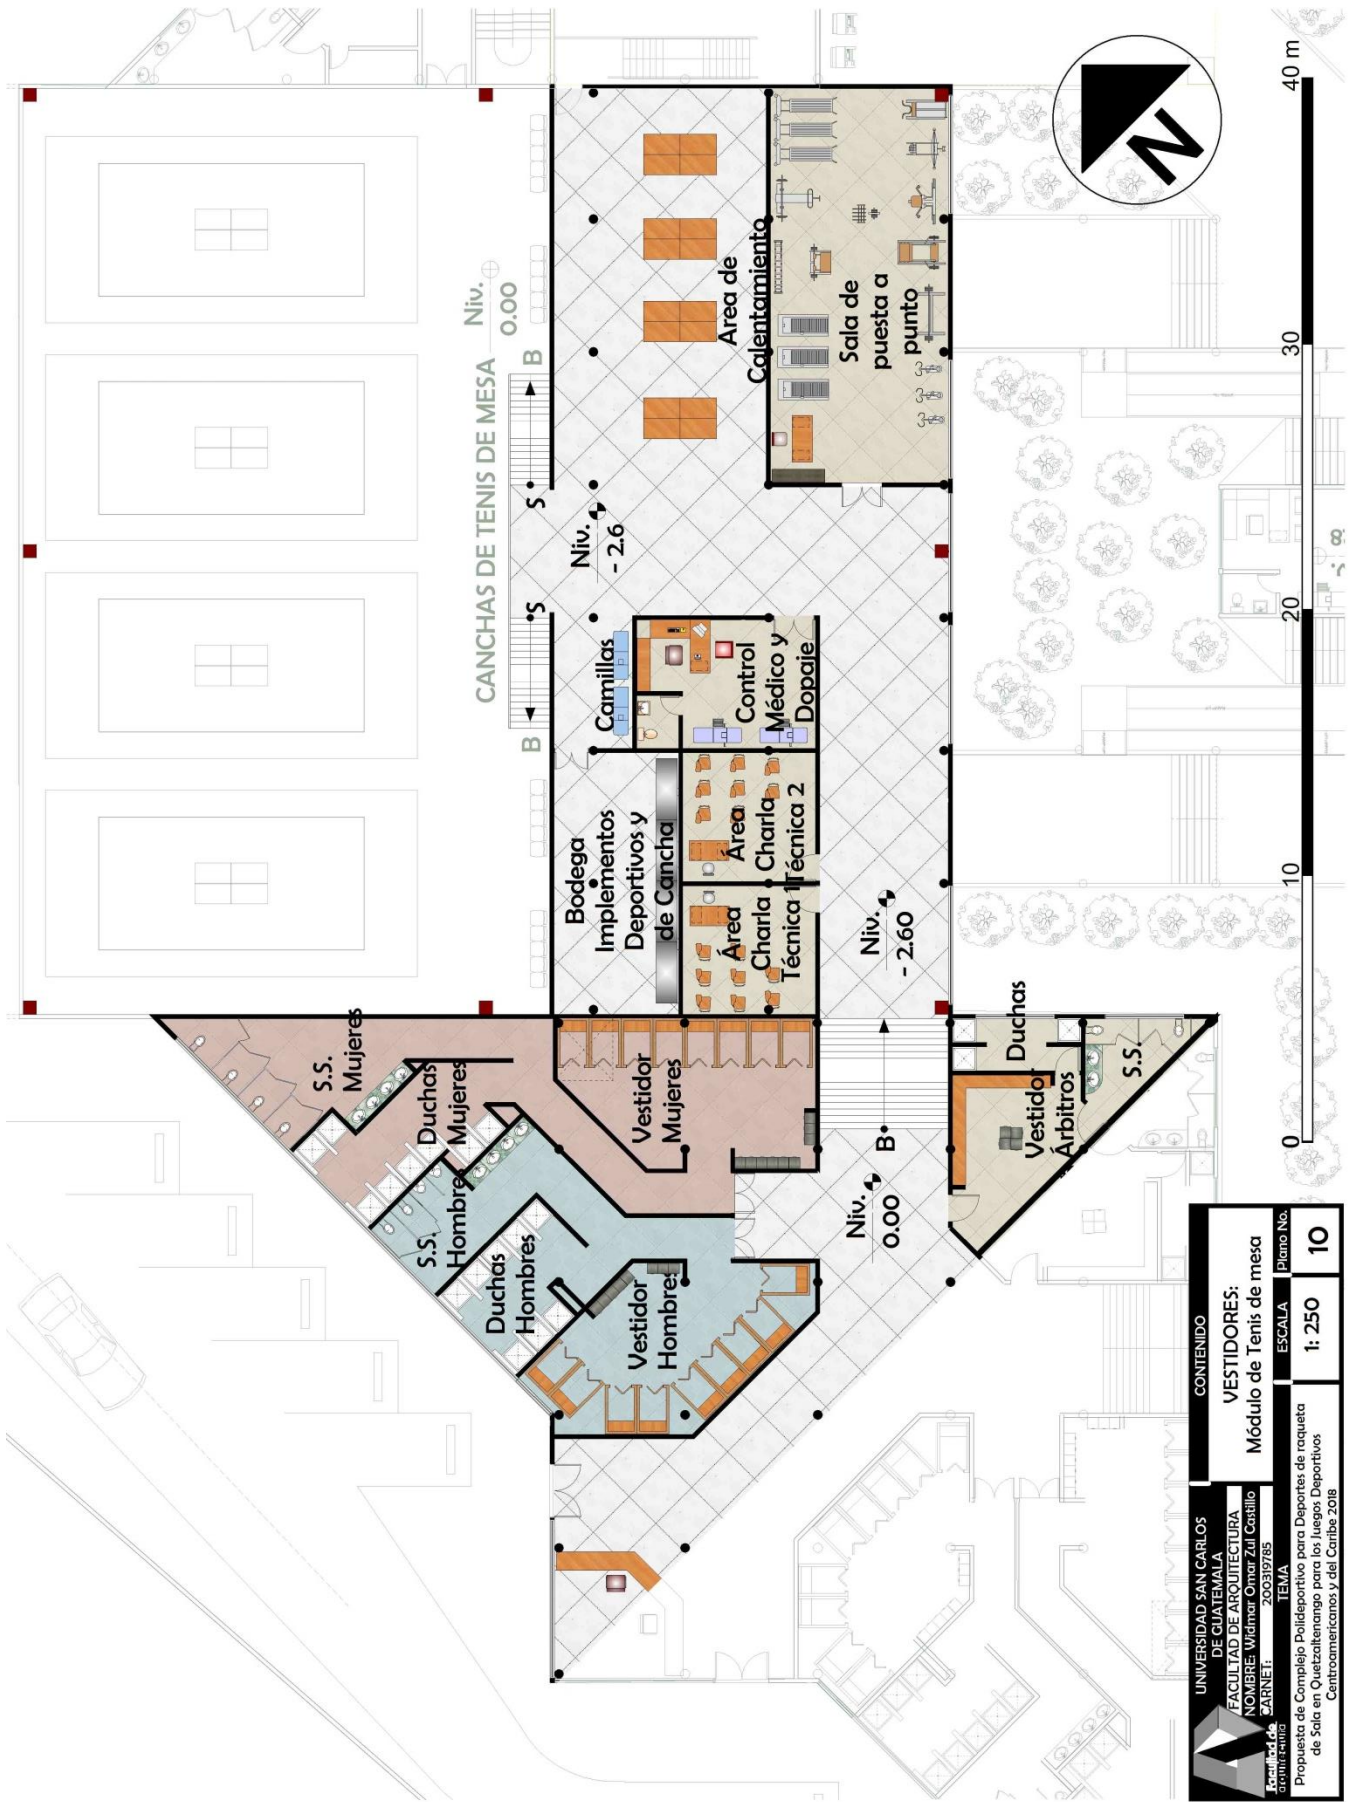 CANCHAS DE TENIS DE MESA
Niv.
0.00
B
B
S
S
Niv.
- 2.6
Área de
Calentamiento
Sala de
puesta a
punto
Camillas
Control
Médico y
Dopaje
Bodega
Implementos
Deportivos y
de Cancha
Área
Charla
Técnica 2
Área
Charla
Técnica 1
Niv.
- 2.60
S.S.
Mujeres
Duchas
Mujeres
Vestidor
Mujeres
S.S.
Hombres
Duchas
Hombres
Vestidor
Hombres
B
Niv.
0.00
Duchas
Vestidor
Árbitros
S.S.
N
0
10
20
30
40 m
UNIVERSIDAD SAN CARLOS
DE GUATEMALA
FACULTAD DE ARQUITECTURA
NOMBRE: Widmar Omar Zul Castillo
CARNET: 200319785
Facultad de
arquitectura
CONTENIDO
VESTIDORES:
Módulo de Tenis de mesa
TEMA
Propuesta de Complejo Polideportivo para Deportes de raqueta
de Sala en Quetzaltenango para los Juegos Deportivos
Centroamericanos y del Caribe 2018
ESCALA
1: 250
Plano No.
10